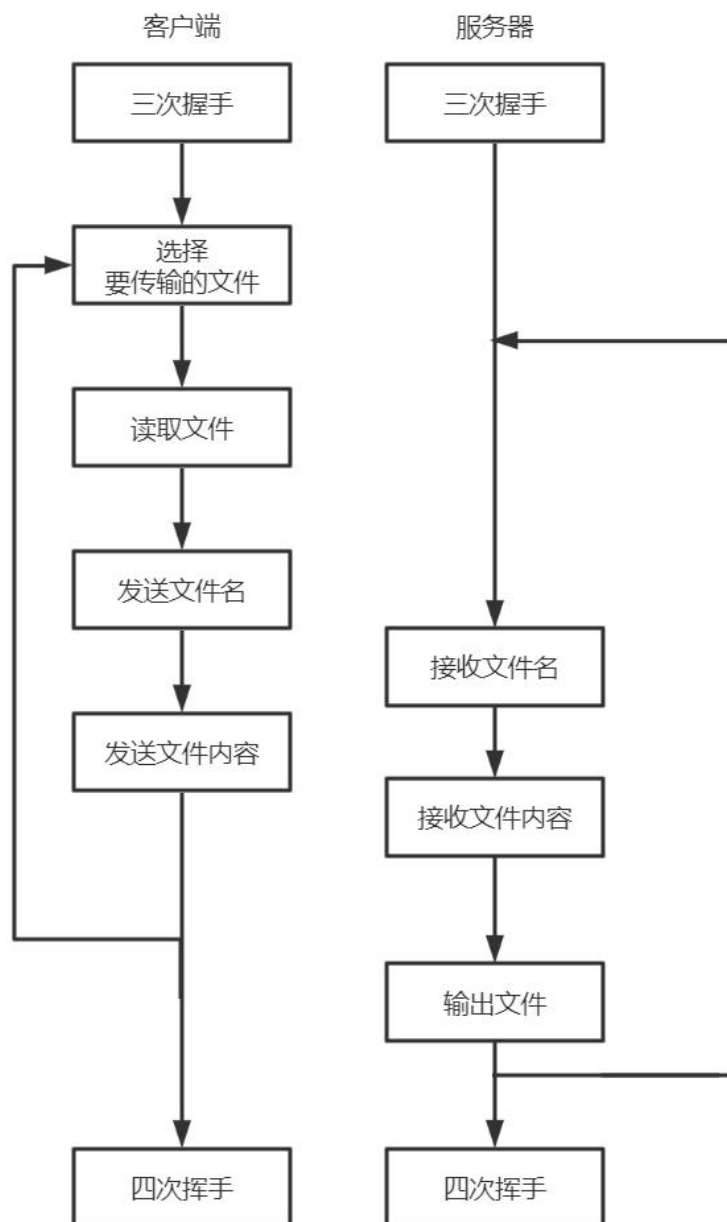 客户端
服务器
三次握手
三次握手
选择
要传输的文件
读取文件
发送文件名
接收文件名
发送文件内容
接收文件内容
输出文件
四次挥手
四次挥手